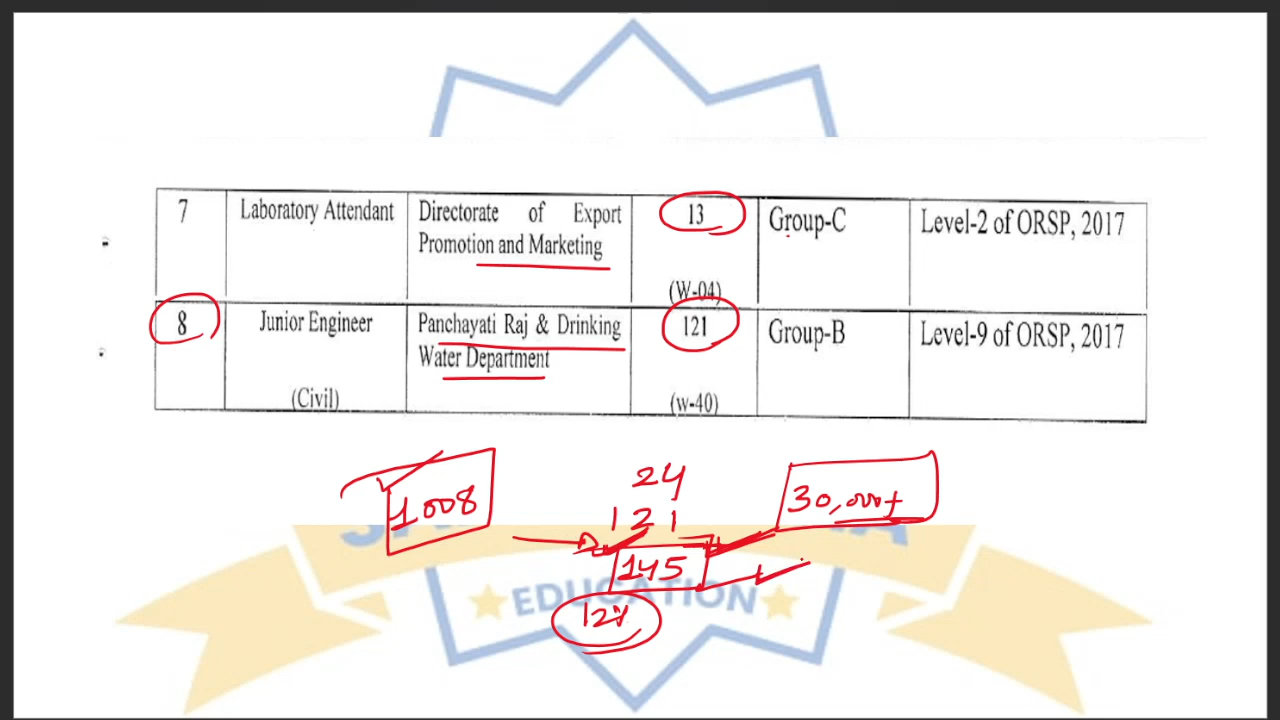 7 Laboratory Attendant Directorate of Export 13 Group-C Level-2 of ORSP, 2017
Promotion and Marketing
(W-04)
8 Junior Engineer Panchayati Raj & Drinking 121 Group-B Level-9 of ORSP, 2017
Water Department
(Civil) (w-40)
24
1008 121 30,000+
145
EDUCATION